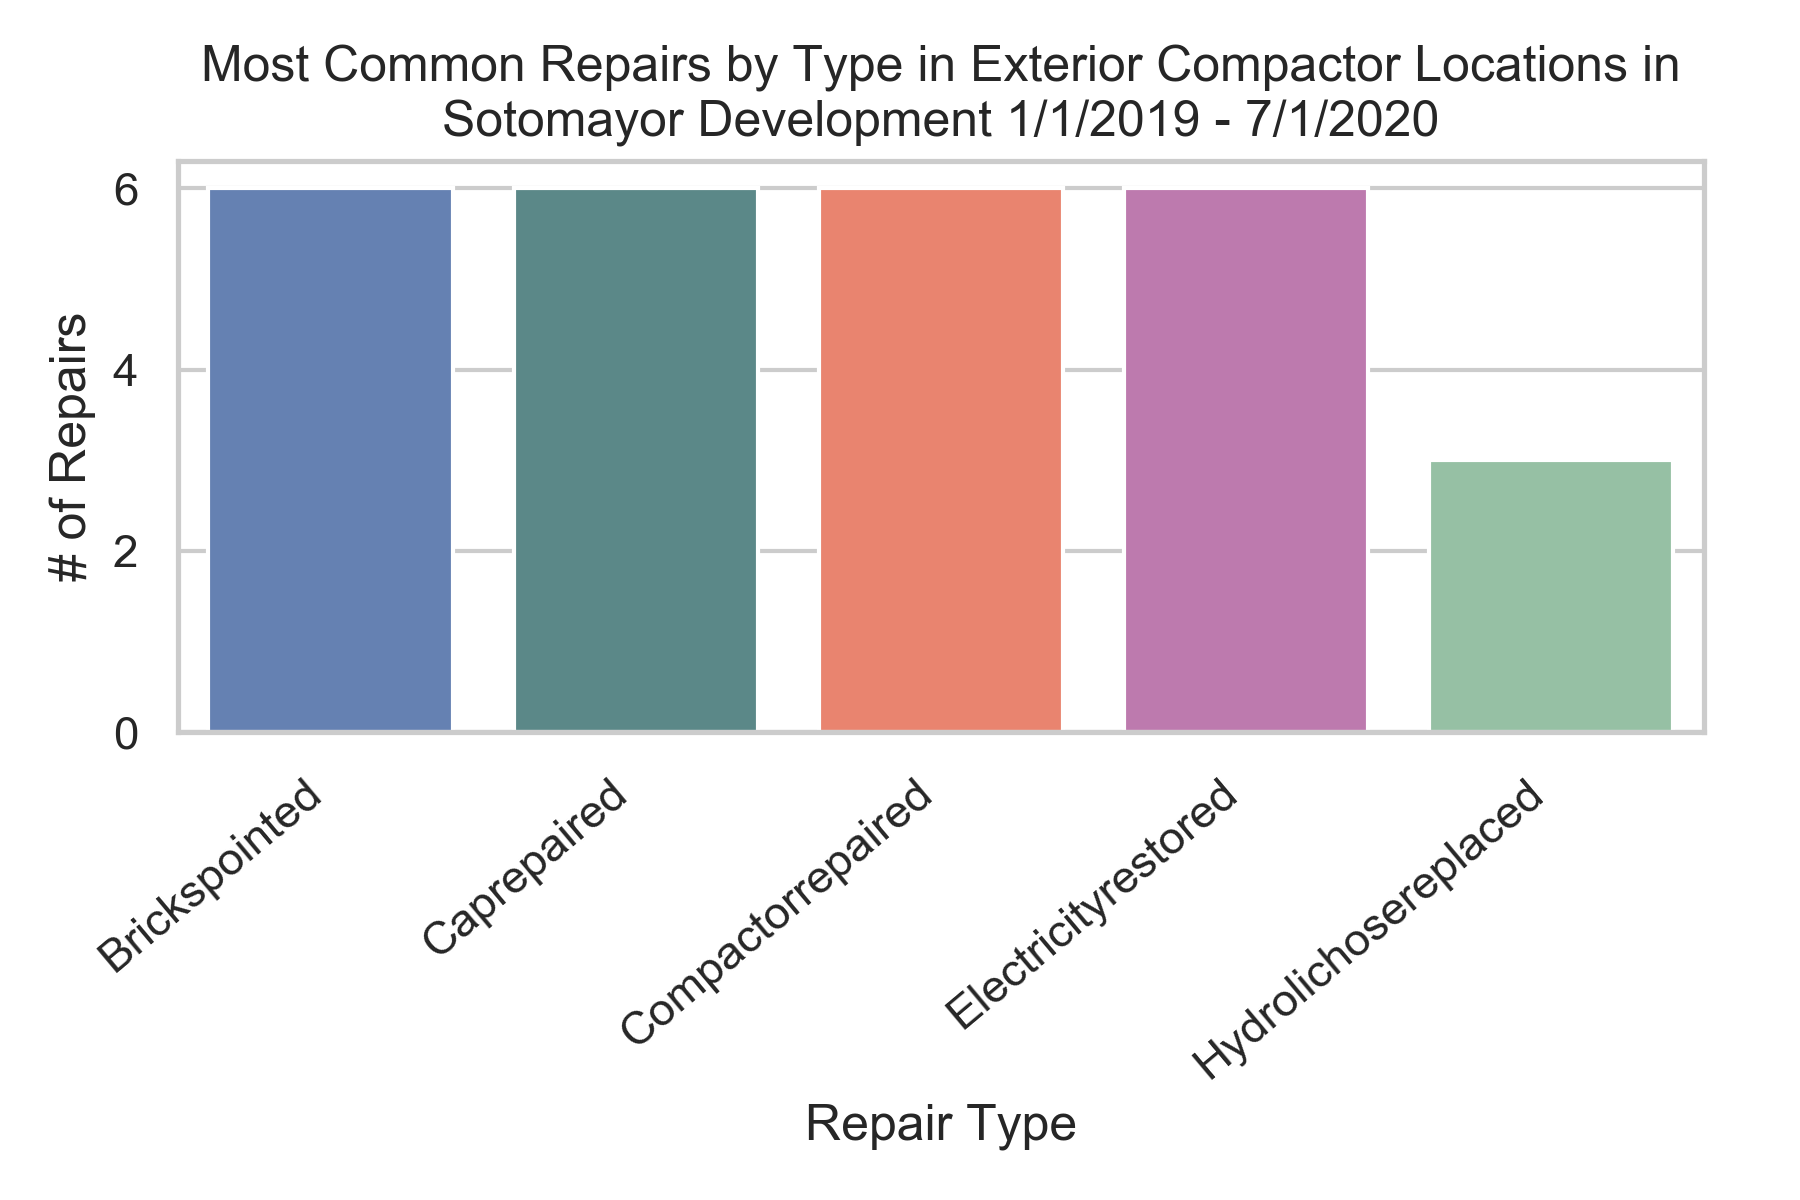 Most Common Repairs by Type in Exterior Compactor Locations in
Sotomayor Development 1/1/2019 - 7/1/2020
# of Repairs
6
4
2
0
Brickspointed
Caprepaired
Compactorrepaired
Electricityrestored
Hydrolichosereplaced
Repair Type